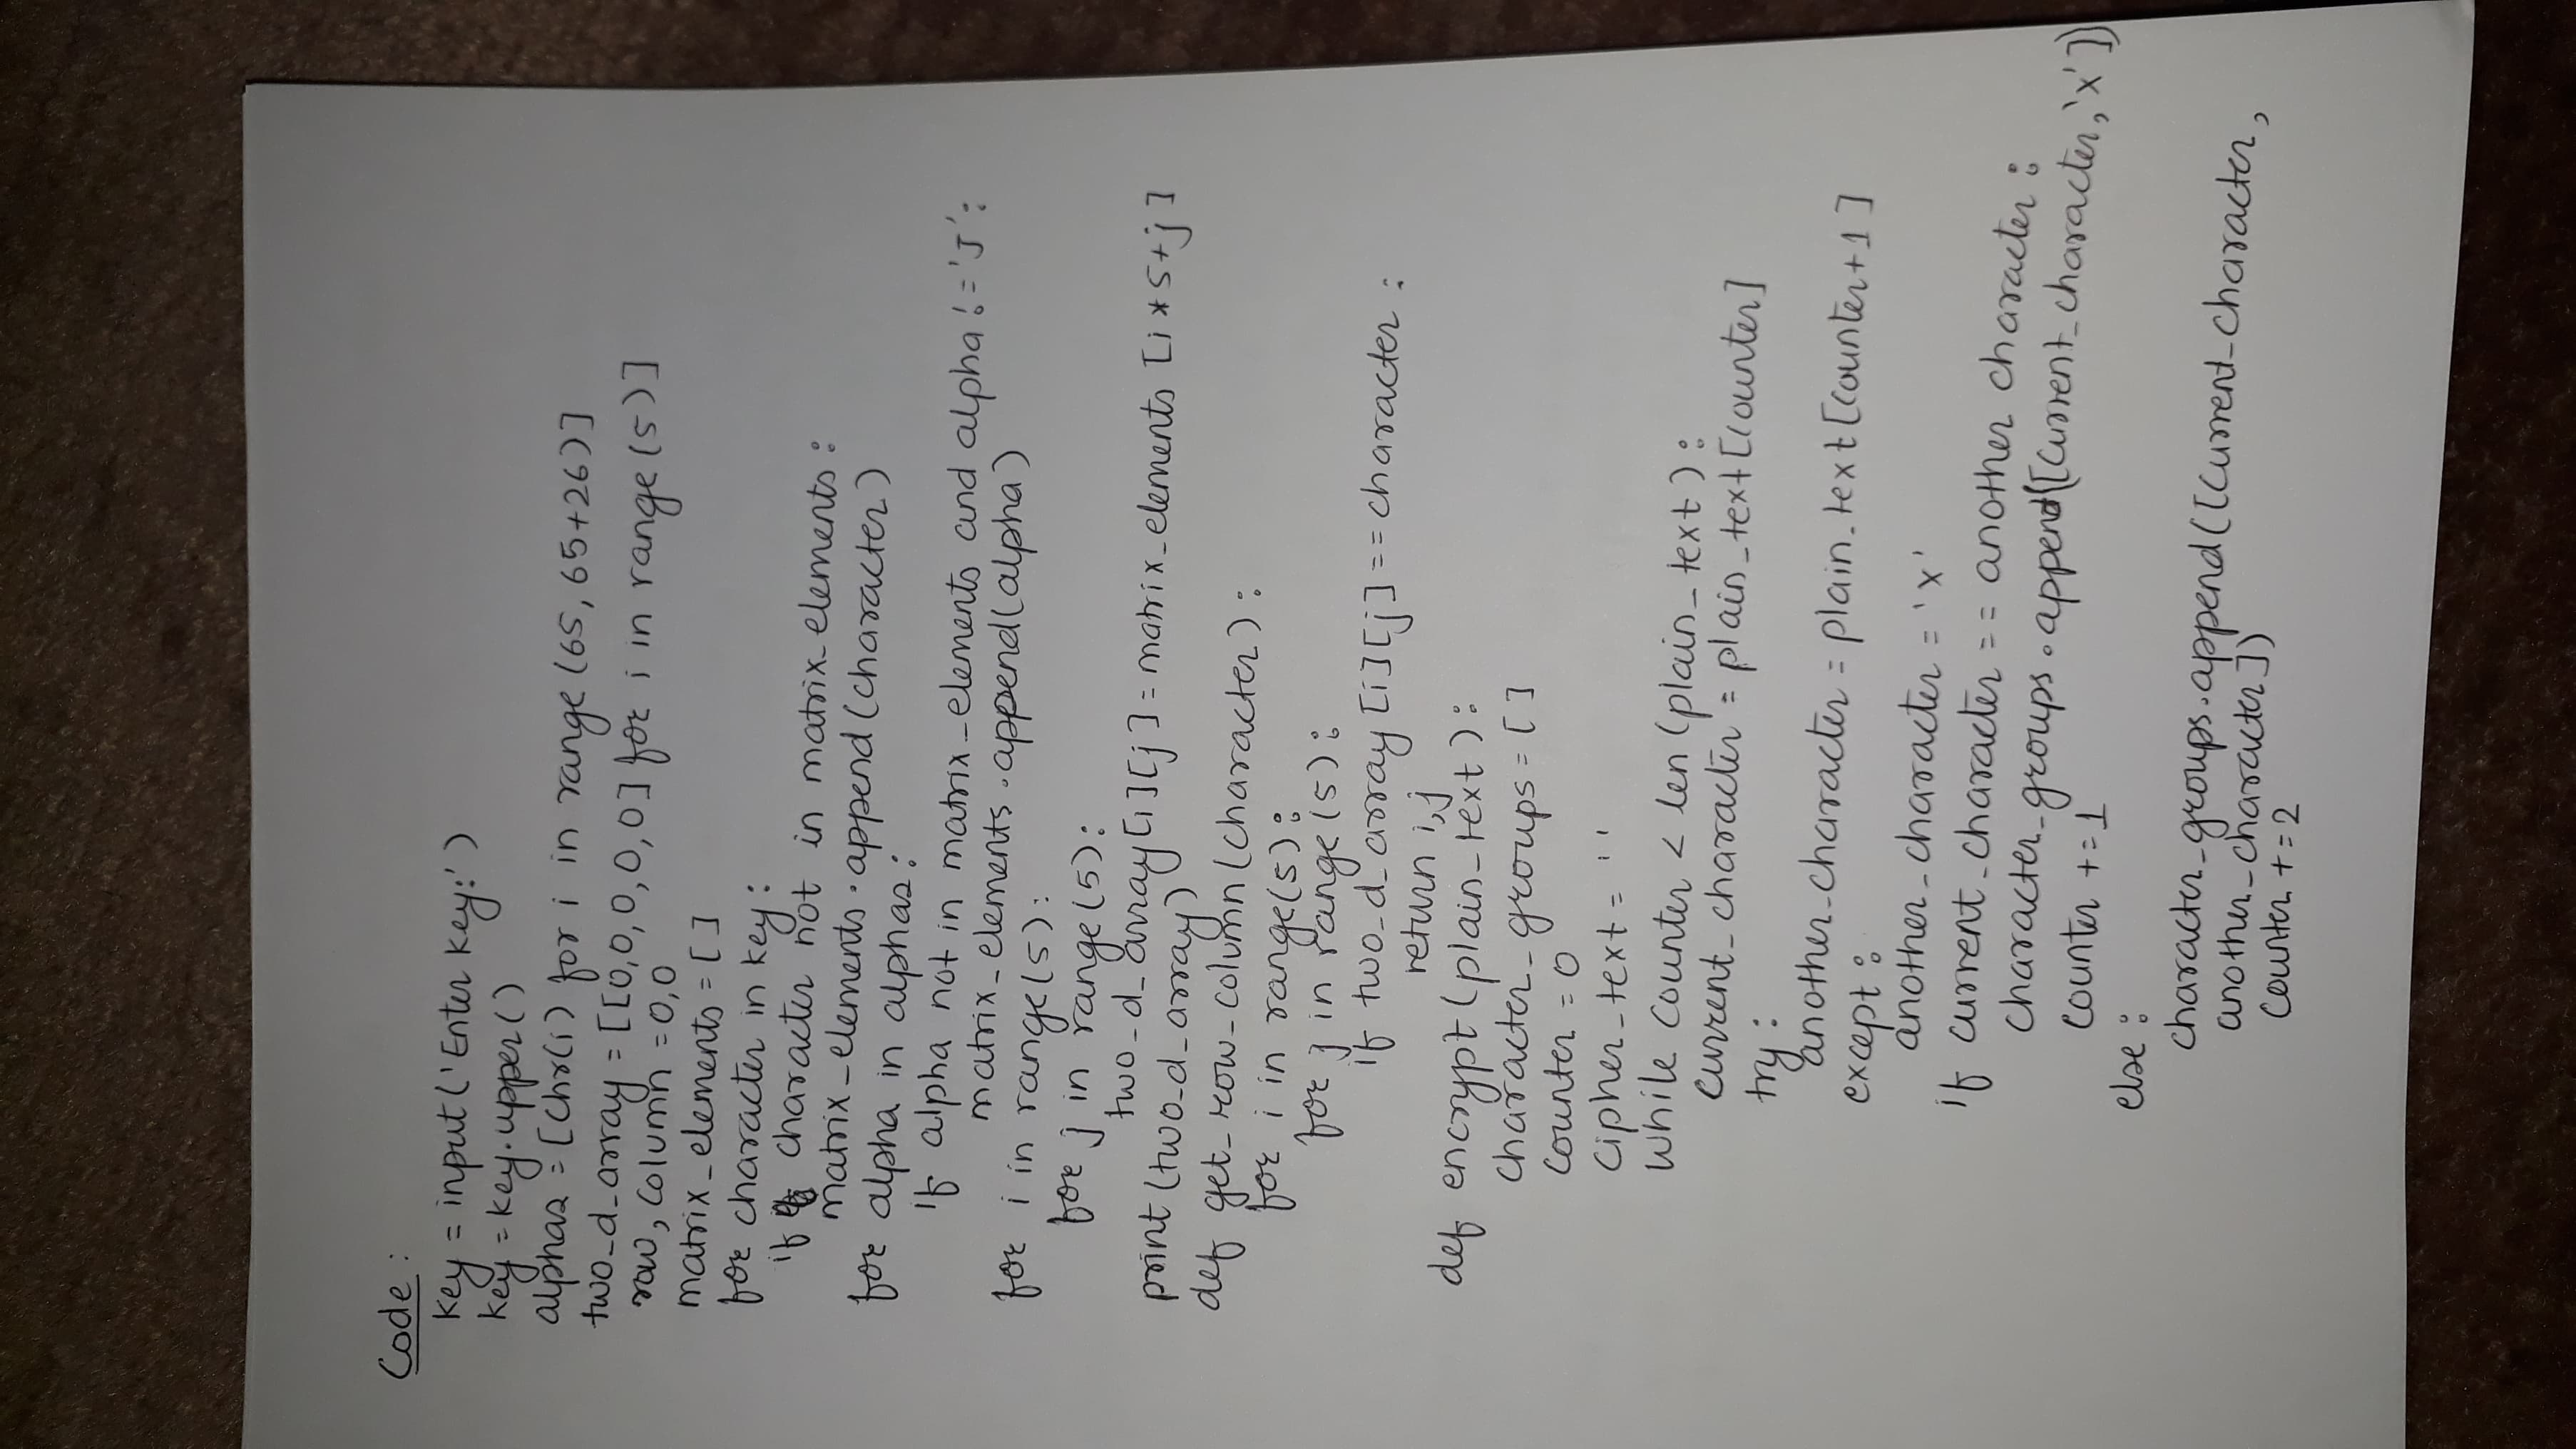 Code :
key = input('Enter key:')
key = key.upper()
alphas = [chr(i) for i in range (65, 65+26)]
two_d_array = [[0,0,0,0,0] for i in range(5)]
row, column = 0,0
matrix_elements = [ ]
for character in key:
if character not in matrix_elements :
matrix_elements.append(character)
for alpha in alphas :
if alpha not in matrix_elements and alpha != 'J' :
matrix_elements.append(alpha)
for i in range(5) :
for j in range(5) :
two_d_array[i][j] = matrix_elements [i*5+j]
print(two_d_array)
def get_row_column(character) :
for i in range(5) :
for j in range(5) :
if two_d_array[i][j] == character :
return i,j
def encrypt(plain_text) :
character_groups = [ ]
counter = 0
cipher_text = ' '
while counter < len (plain_text) :
current_character = plain_text[counter]
try :
another_character = plain_text[counter+1]
except :
another_character = 'x'
if current_character == another character :
character_groups.append([current_character,'x'])
counter += 1
else :
character_groups.append([current_character,
another_character])
counter += 2